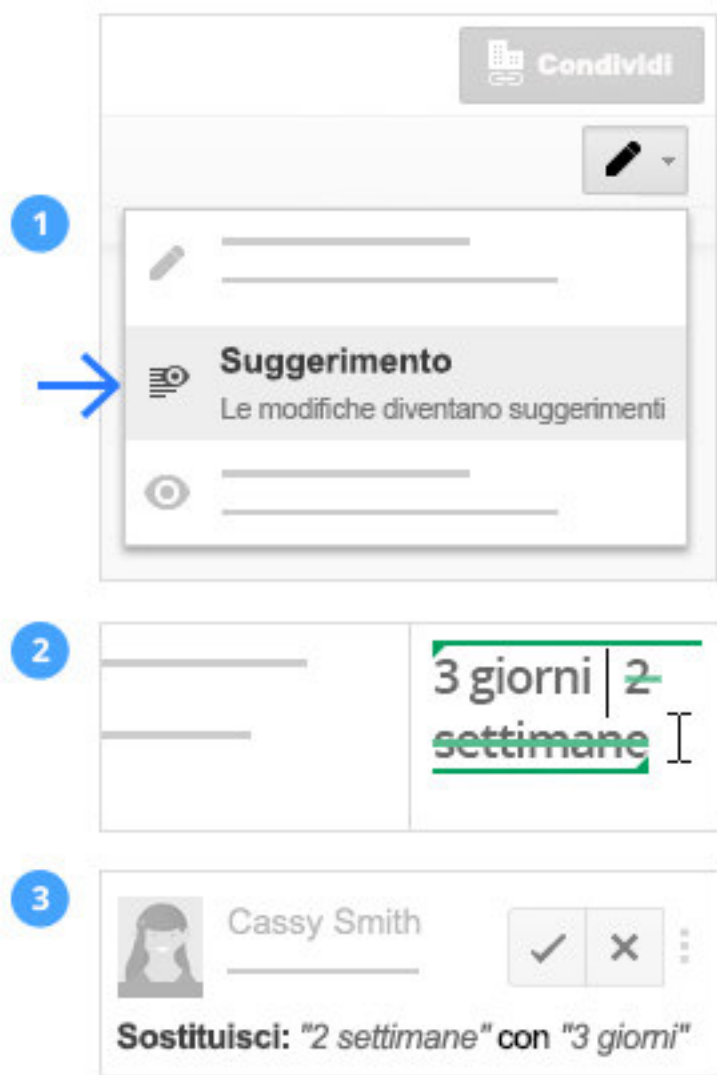 Condividi
1
Suggerimento
Le modifiche diventano suggerimenti
2
3 giorni 2
settimane
3
Cassy Smith
Sostituisci: "2 settimane" con "3 giorni"